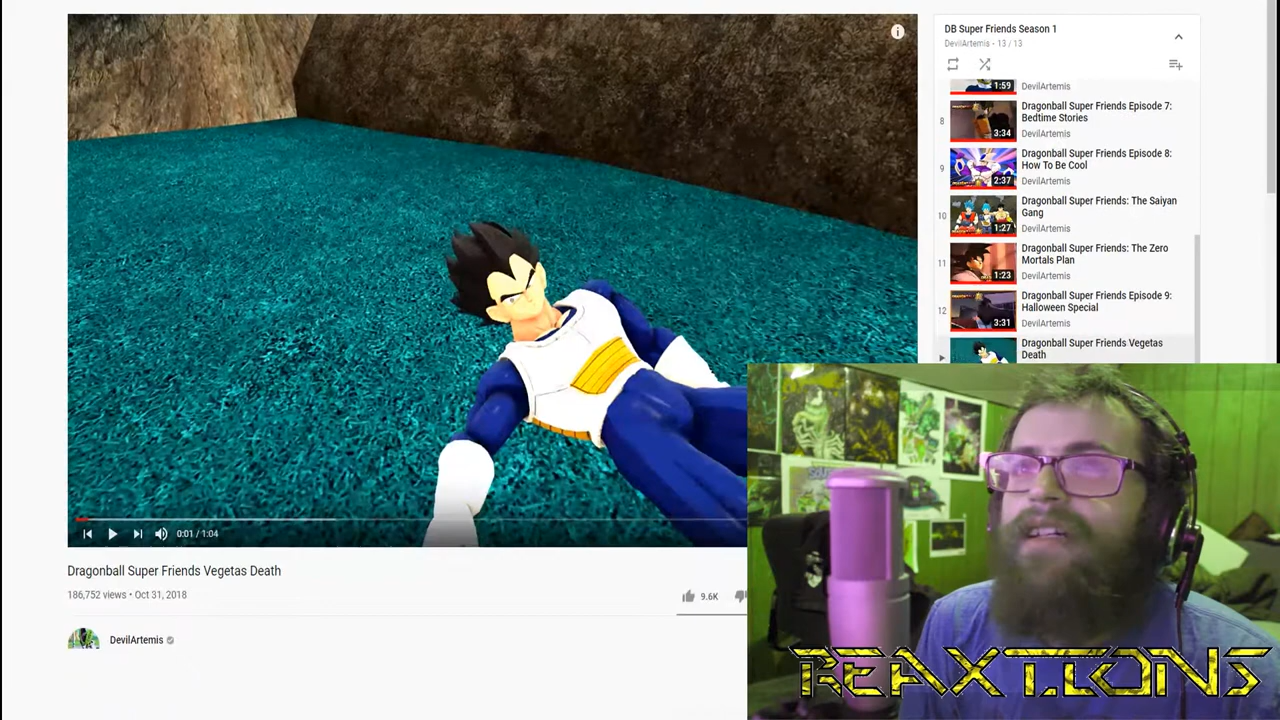 DB Super Friends Season 1
DevilArtemis • 13 / 13
1:59
DevilArtemis
8
3:34
Dragonball Super Friends Episode 7:
Bedtime Stories
DevilArtemis
9
2:37
Dragonball Super Friends Episode 8:
How To Be Cool
DevilArtemis
10
1:27
Dragonball Super Friends: The Saiyan
Gang
DevilArtemis
11
1:23
Dragonball Super Friends: The Zero
Mortals Plan
DevilArtemis
12
3:31
Dragonball Super Friends Episode 9:
Halloween Special
DevilArtemis
Dragonball Super Friends Vegetas
Death
0:01 / 1:04
Dragonball Super Friends Vegetas Death
186,752 views • Oct 31, 2018
9.6K
DevilArtemis
REAXTIONS